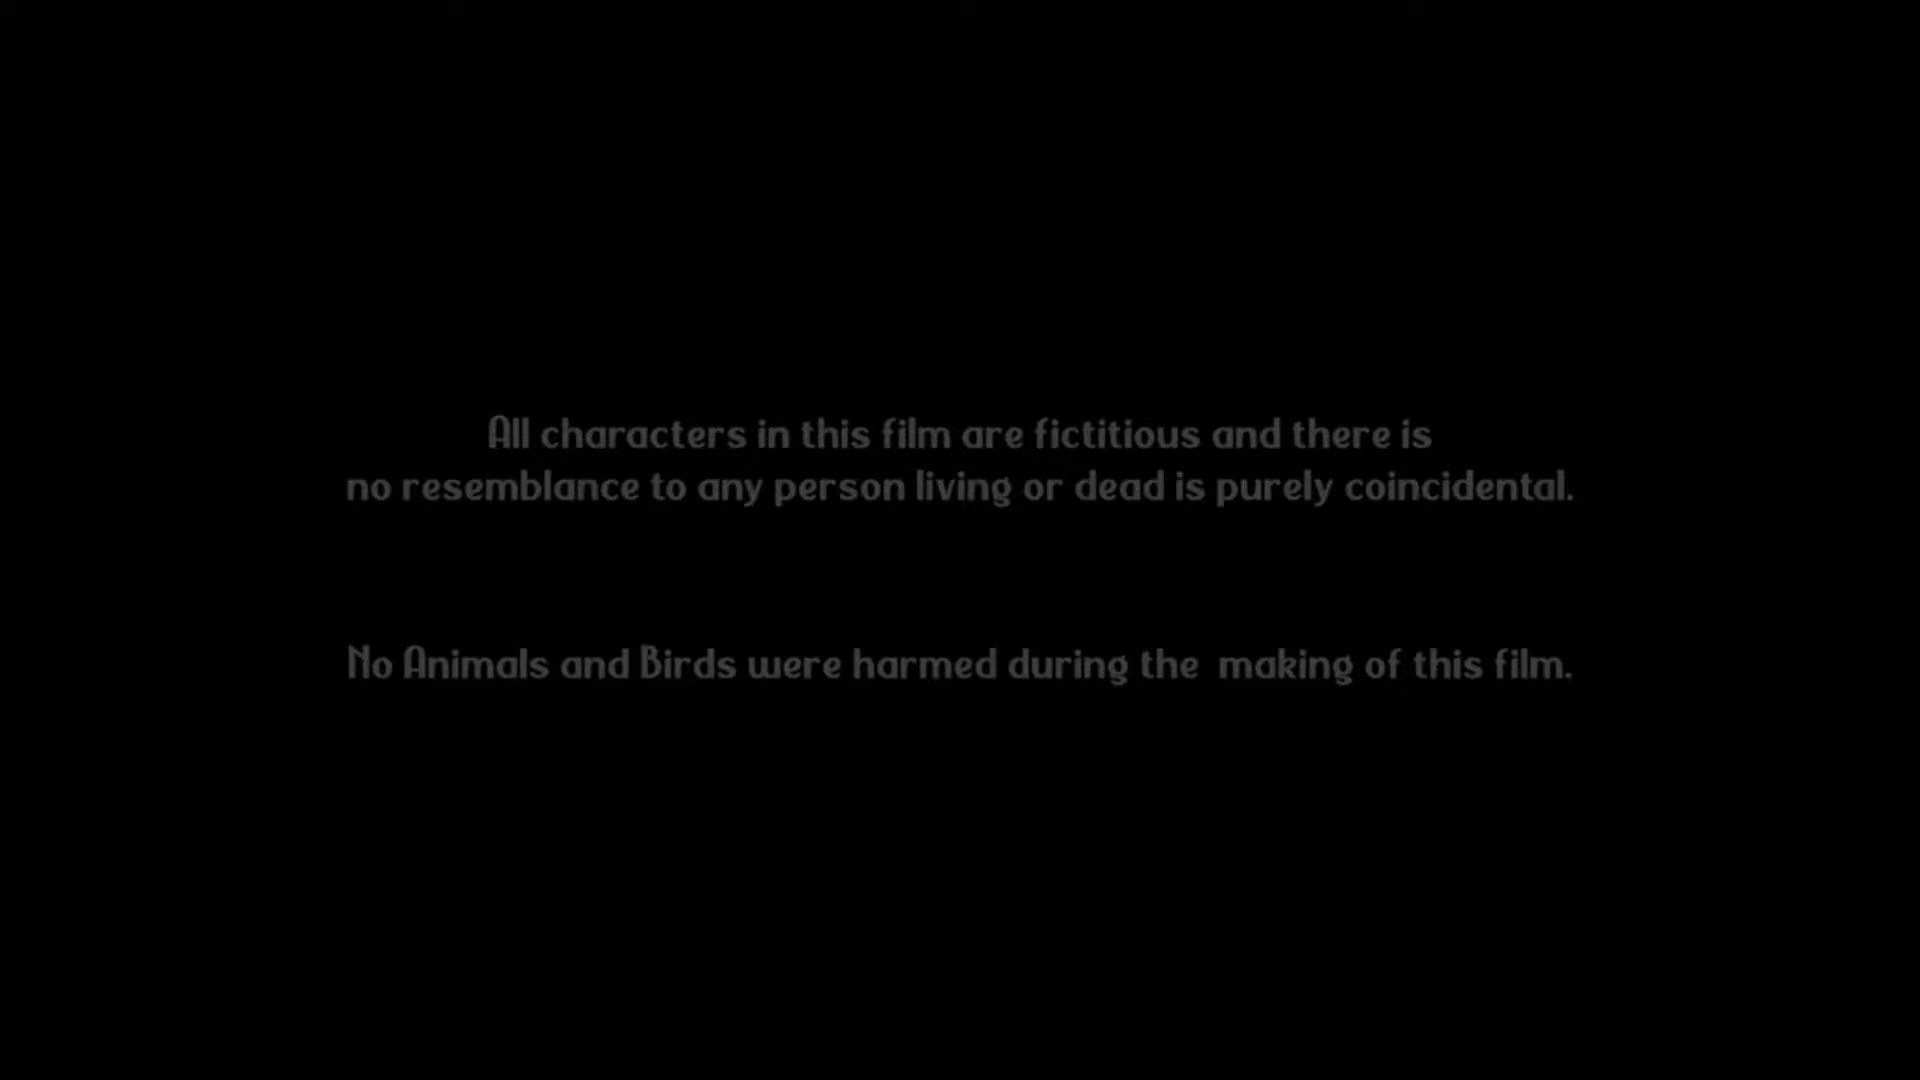 All characters in this film are fictitious and there is
no resemblance to any person living or dead is purely coincidental.
No Animals and Birds were harmed during the making of this film.